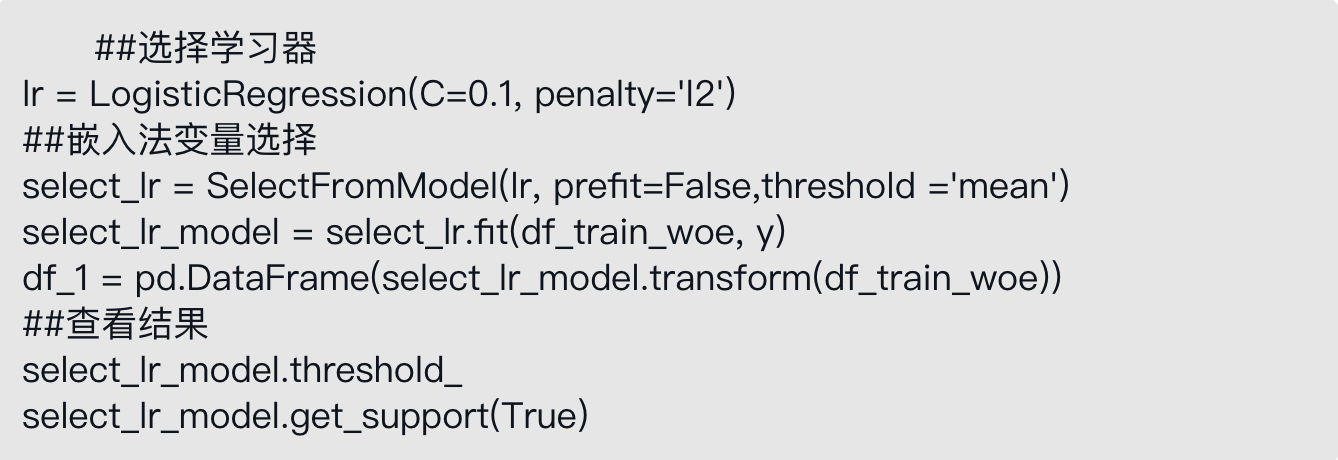 ##选择学习器
lr = LogisticRegression(C=0.1, penalty='l2')
##嵌入法变量选择
select_lr = SelectFromModel(lr, prefit=False,threshold ='mean')
select_lr_model = select_lr.fit(df_train_woe, y)
df_1 = pd.DataFrame(select_lr_model.transform(df_train_woe))
##查看结果
select_lr_model.threshold_
select_lr_model.get_support(True)